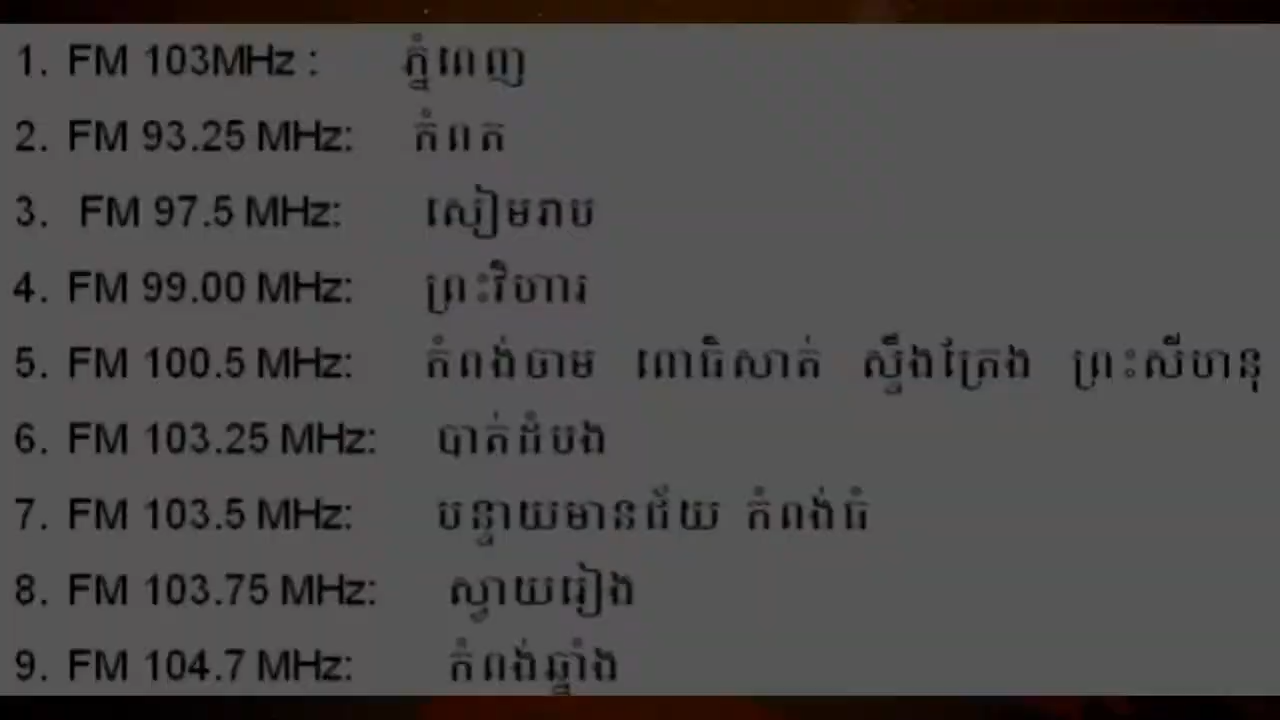 1. FM 103MHz : ភ្នំពេញ
2. FM 93.25 MHz: កំពត
3. FM 97.5 MHz: សៀមរាប
4. FM 99.00 MHz: ព្រះវិហារ
5. FM 100.5 MHz: កំពង់ចាម ពោធិសាត់ ស្ទឹងត្រែង ព្រះសីហនុ
6. FM 103.25 MHz: បាត់ដំបង
7. FM 103.5 MHz: បន្ទាយមានជ័យ កំពង់ធំ
8. FM 103.75 MHz: ស្វាយរៀង
9. FM 104.7 MHz: កំពង់ឆ្នាំង